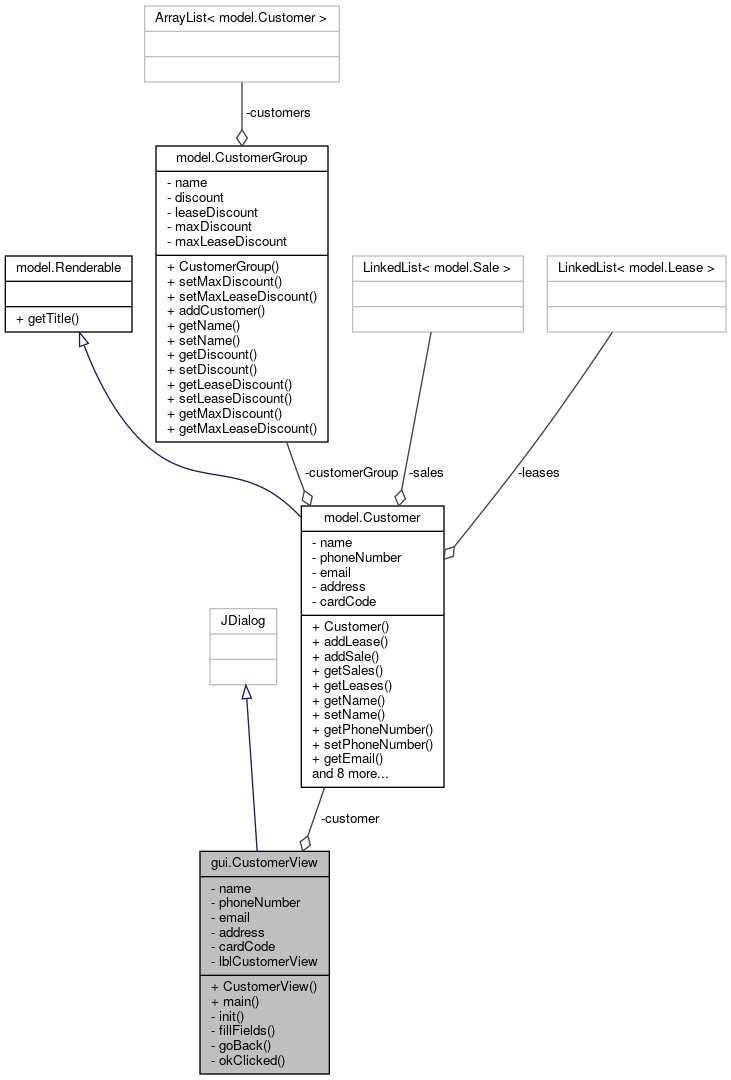 ArrayList< model.Customer >
-customers
model.CustomerGroup
- name
- discount
- leaseDiscount
- maxDiscount
- maxLeaseDiscount
+ CustomerGroup()
+ setMaxDiscount()
+ setMaxLeaseDiscount()
+ addCustomer()
+ getName()
+ setName()
+ getDiscount()
+ setDiscount()
+ getLeaseDiscount()
+ setLeaseDiscount()
+ getMaxDiscount()
+ getMaxLeaseDiscount()
model.Renderable
+ getTitle()
LinkedList< model.Sale >
LinkedList< model.Lease >
-customerGroup
-sales
-leases
model.Customer
- name
- phoneNumber
- email
- address
- cardCode
+ Customer()
+ addLease()
+ addSale()
+ getSales()
+ getLeases()
+ getName()
+ setName()
+ getPhoneNumber()
+ setPhoneNumber()
+ getEmail()
and 8 more...
JDialog
-customer
gui.CustomerView
- name
- phoneNumber
- email
- address
- cardCode
- lblCustomerView
+ CustomerView()
+ main()
- init()
- fillFields()
- goBack()
- okClicked()